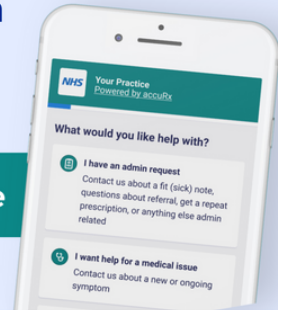 n
NHS
Your Practice
Powered by accuRx
What would you like help with?
I have an admin request
Contact us about a fit (sick) note,
questions about referral, get a repeat
prescription, or anything else admin
related
e
I want help for a medical issue
Contact us about a new or ongoing
symptom